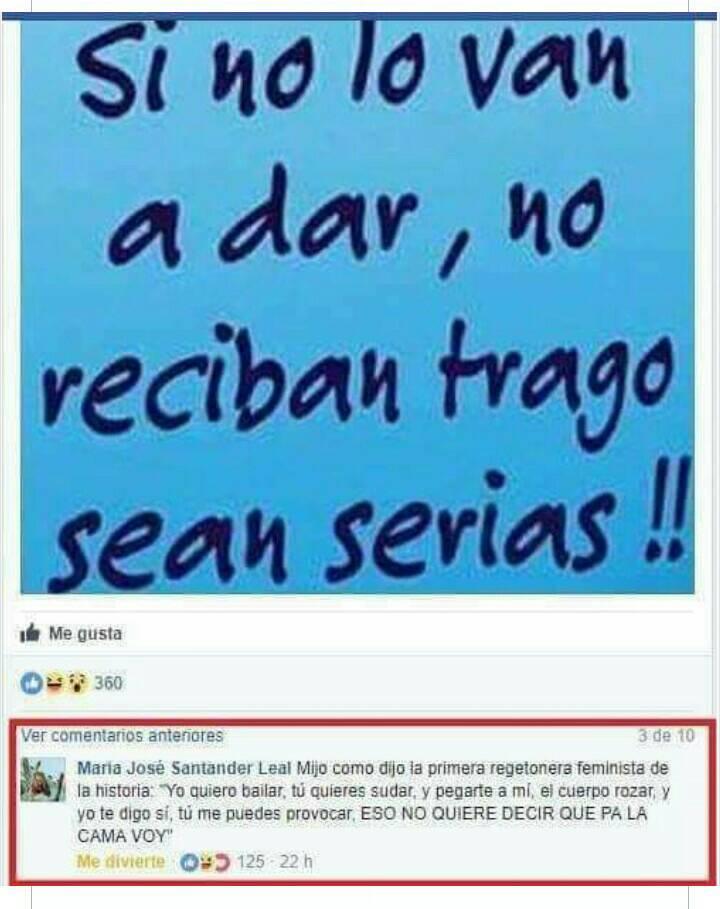 Si no lo van
a dar, no
reciban trago
sean serias!!
Me gusta
360
Ver comentarios anteriores 3 de 10
Maria José Santander Leal Mijo como dijo la primera regetonera feminista de
la historia: "Yo quiero bailar, tú quieres sudar, y pegarte a mí, el cuerpo rozar, y
yo te digo sí, tú me puedes provocar, ESO NO QUIERE DECIR QUE PA LA
CAMA VOY"
Me divierte · 125 · 22 h